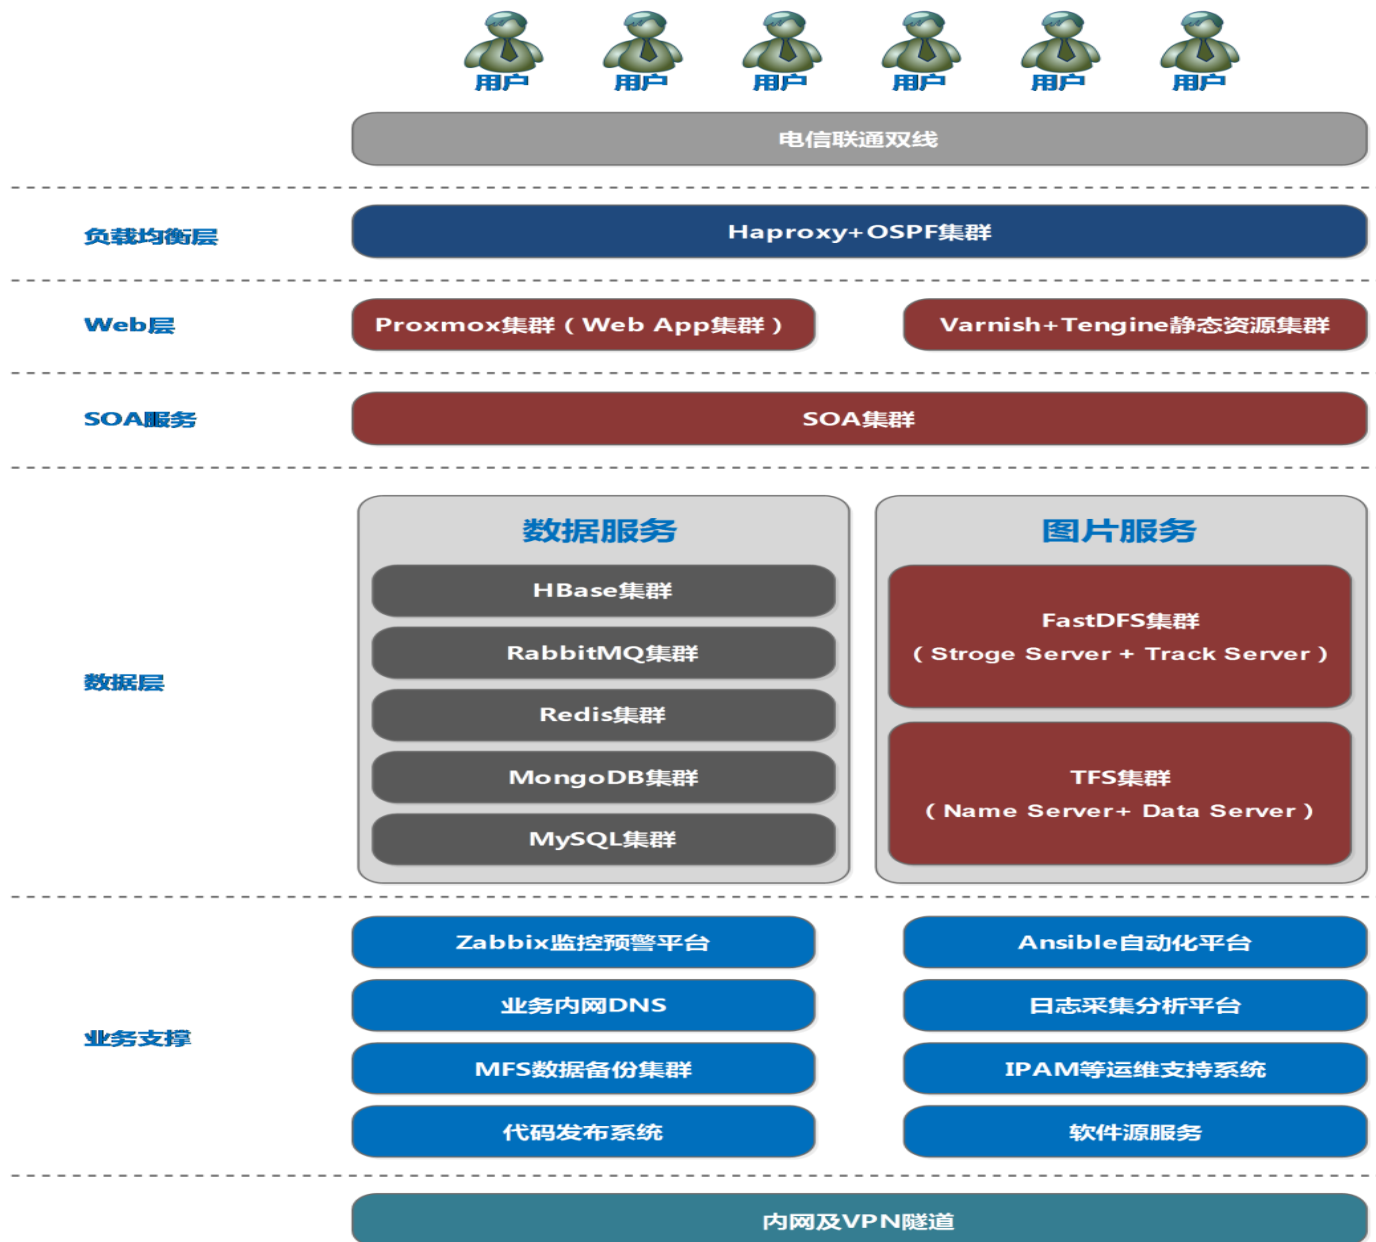 用户 用户 用户 用户 用户 用户
电信联通双线
负载均衡层
Haproxy+OSPF集群
Web层
Proxmox集群（Web App集群）
Varnish+Tengine静态资源集群
SOA服务
SOA集群
数据层
数据服务
HBase集群
RabbitMQ集群
Redis集群
MongoDB集群
MySQL集群
图片服务
FastDFS集群
（Stroge Server + Track Server）
TFS集群
（Name Server+ Data Server）
业务支撑
Zabbix监控预警平台
Ansible自动化平台
业务内网DNS
日志采集分析平台
MFS数据备份集群
IPAM等运维支持系统
代码发布系统
软件源服务
内网及VPN隧道